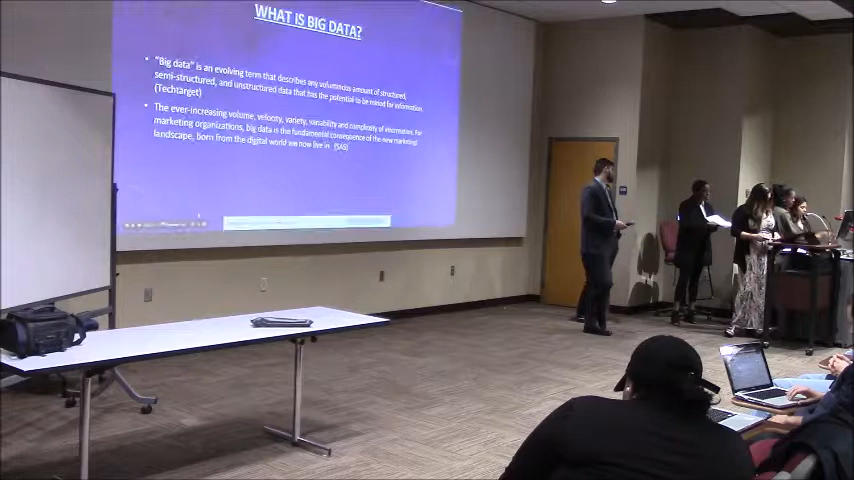 WHAT IS BIG DATA?
• "Big data" is an evolving term that describes any voluminous amount of structured,
semi-structured, and unstructured data that has the potential to be mined for information.
(Techtarget)
• The ever-increasing volume, velocity, variety, variability and complexity of information. For
marketing organizations, big data is the fundamental consequence of the new marketing
landscape, born from the digital world we now live in (SAS)